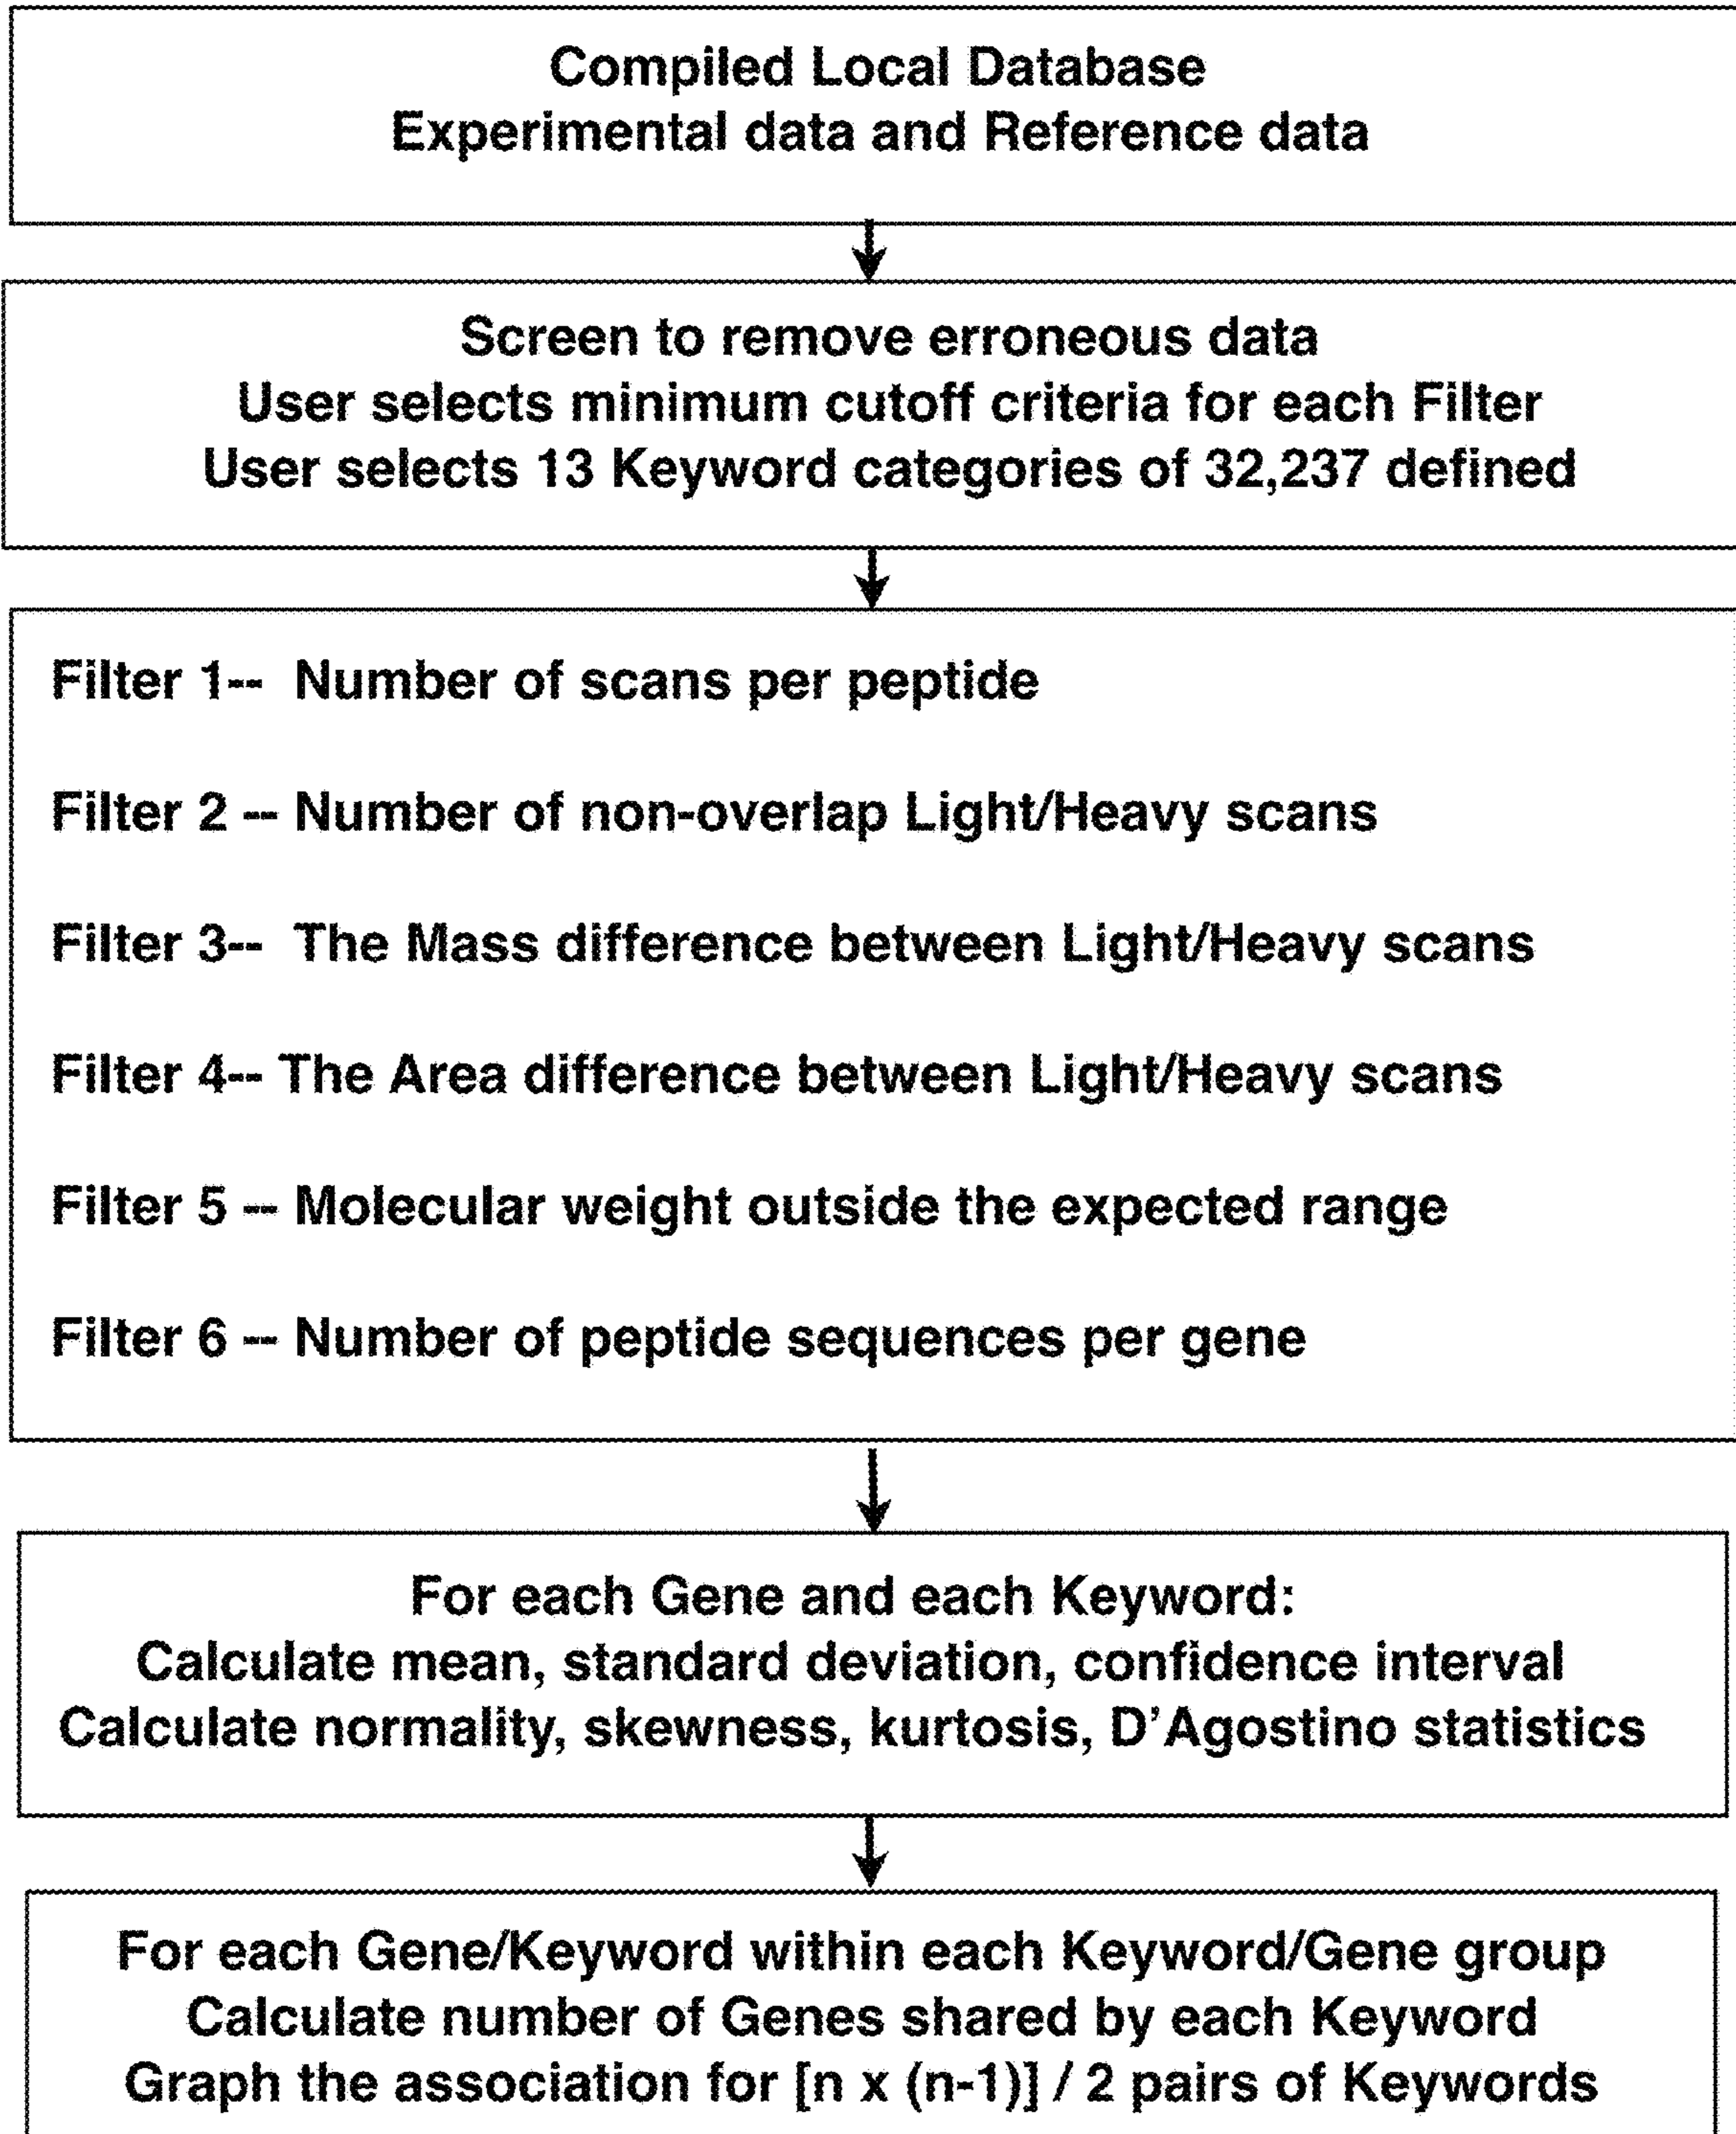 Compiled Local Database
Experimental data and Reference data
Screen to remove erroneous data
User selects minimum cutoff criteria for each Filter
User selects 13 Keyword categories of 32,237 defined
Filter 1-- Number of scans per peptide
Filter 2 -- Number of non-overlap Light/Heavy scans
Filter 3-- The Mass difference between Light/Heavy scans
Filter 4-- The Area difference between Light/Heavy scans
Filter 5 -- Molecular weight outside the expected range
Filter 6 -- Number of peptide sequences per gene
For each Gene and each Keyword:
Calculate mean, standard deviation, confidence interval
Calculate normality, skewness, kurtosis, D’Agostino statistics
For each Gene/Keyword within each Keyword/Gene group
Calculate number of Genes shared by each Keyword
Graph the association for [n x (n-1)] / 2 pairs of Keywords